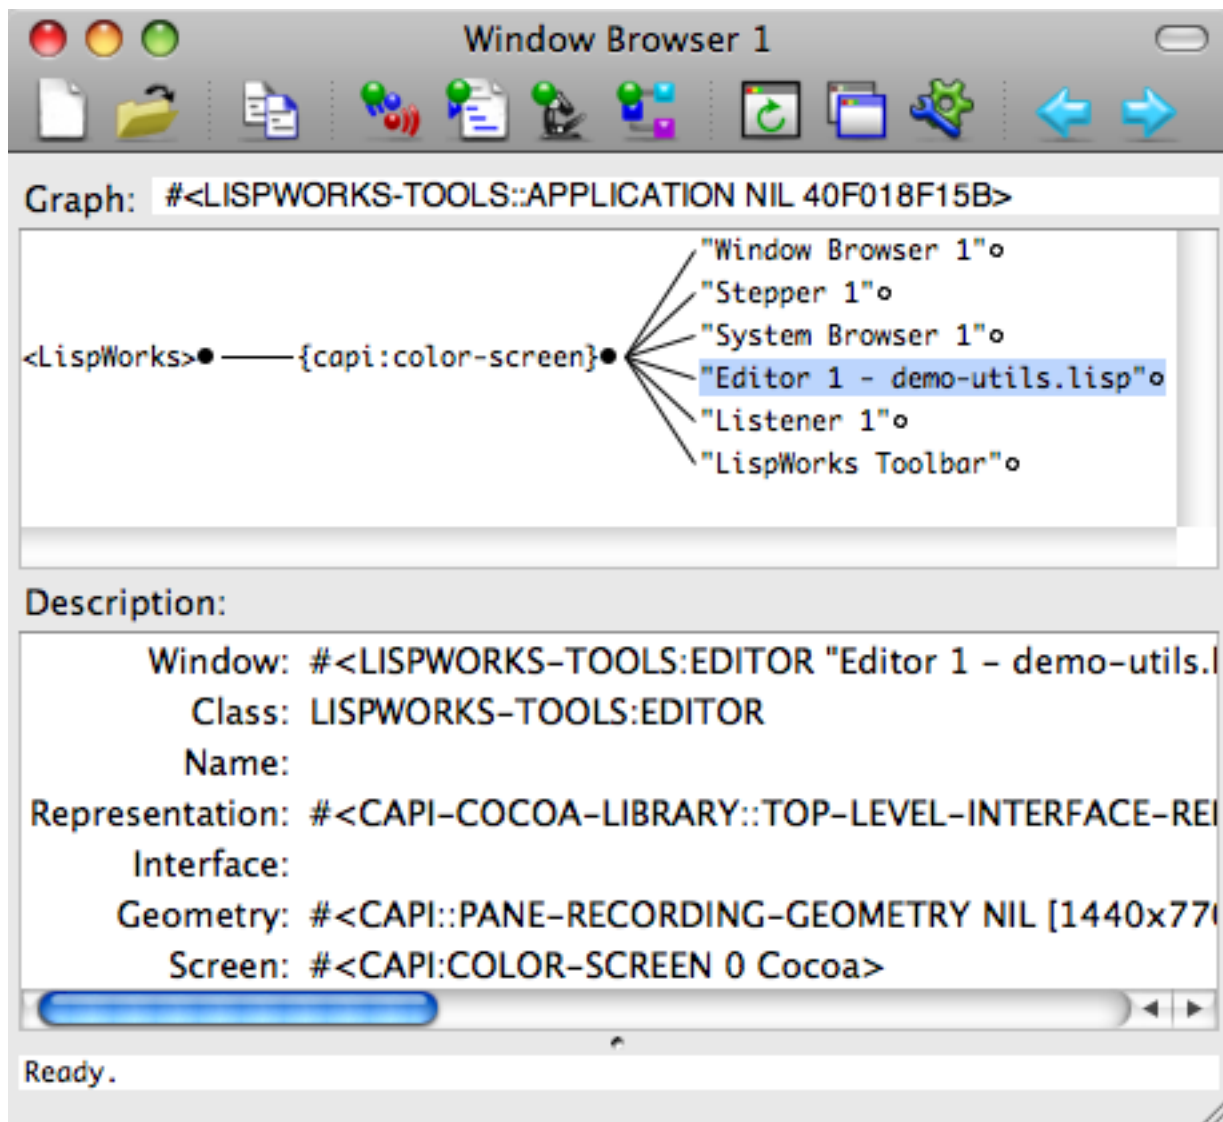 Window Browser 1
Graph: #<LISPWORKS-TOOLS::APPLICATION NIL 40F018F15B>
"Window Browser 1"
"Stepper 1"
"System Browser 1"
<LispWorks> {capi:color-screen}
"Editor 1 - demo-utils.lisp"
"Listener 1"
"LispWorks Toolbar"
Description:
Window: #<LISPWORKS-TOOLS:EDITOR "Editor 1 - demo-utils.l
Class: LISPWORKS-TOOLS:EDITOR
Name:
Representation: #<CAPI-COCOA-LIBRARY::TOP-LEVEL-INTERFACE-RE
Interface:
Geometry: #<CAPI::PANE-RECORDING-GEOMETRY NIL [1440x77
Screen: #<CAPI:COLOR-SCREEN 0 Cocoa>
Ready.